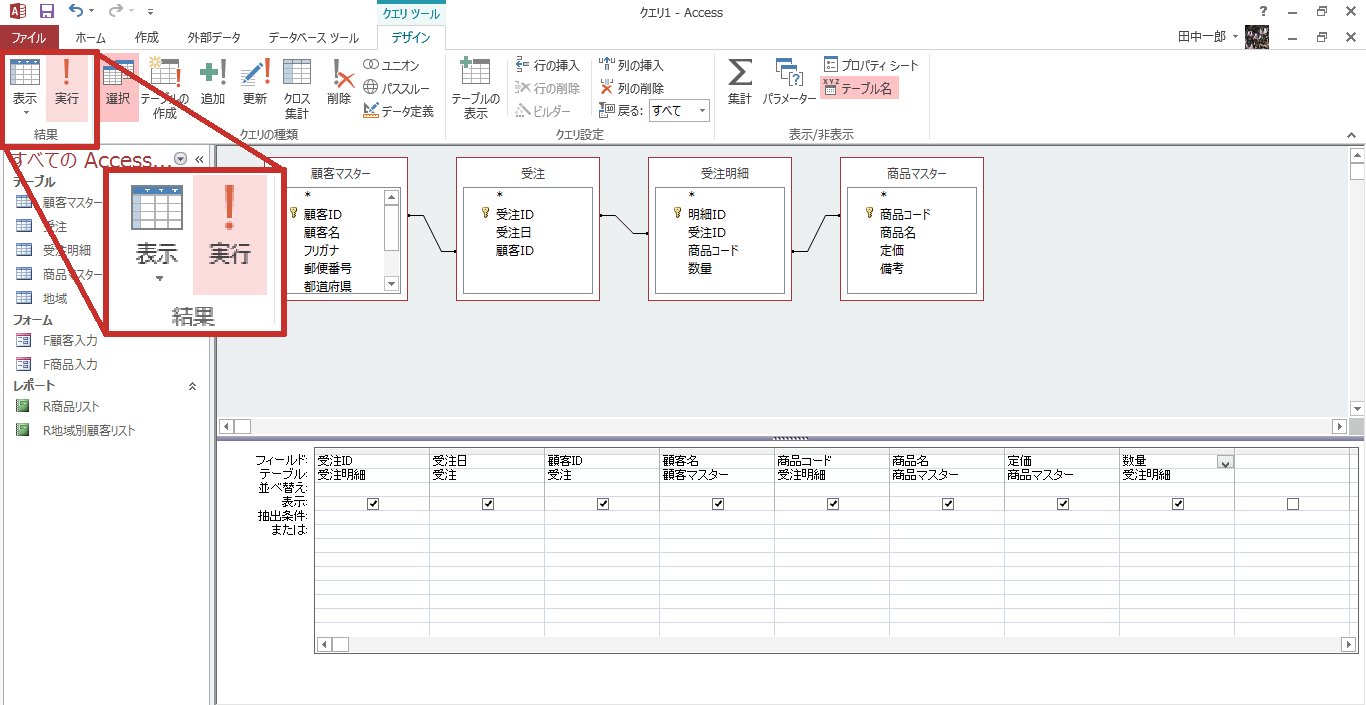 クエリ ツール
クエリ1 - Access
ファイル ホーム 作成 外部データ データベース ツール デザイン
田中一郎
表示 実行
結果
選択 テーブルの作成 追加 更新 クロス集計 削除
ユニオン
パススルー
データ定義
クエリの種類
テーブルの表示
行の挿入
行の削除
ビルダー
列の挿入
列の削除
戻る: すべて
クエリ設定
集計 パラメーター
プロパティ シート
テーブル名
表示/非表示
すべての Access...
テーブル
顧客マスター
受注
受注明細
商品マスター
地域
フォーム
F顧客入力
F商品入力
レポート
R商品リスト
R地域別顧客リスト
表示 実行
結果
顧客マスター
*
顧客ID
顧客名
フリガナ
郵便番号
都道府県
受注
*
受注ID
受注日
顧客ID
受注明細
*
明細ID
受注ID
商品コード
数量
商品マスター
*
商品コード
商品名
定価
備考
フィールド: 受注ID 受注日 顧客ID 顧客名 商品コード 商品名 定価 数量
テーブル: 受注明細 受注 受注 顧客マスター 受注明細 商品マスター 商品マスター 受注明細
並べ替え:
表示:
抽出条件:
または: